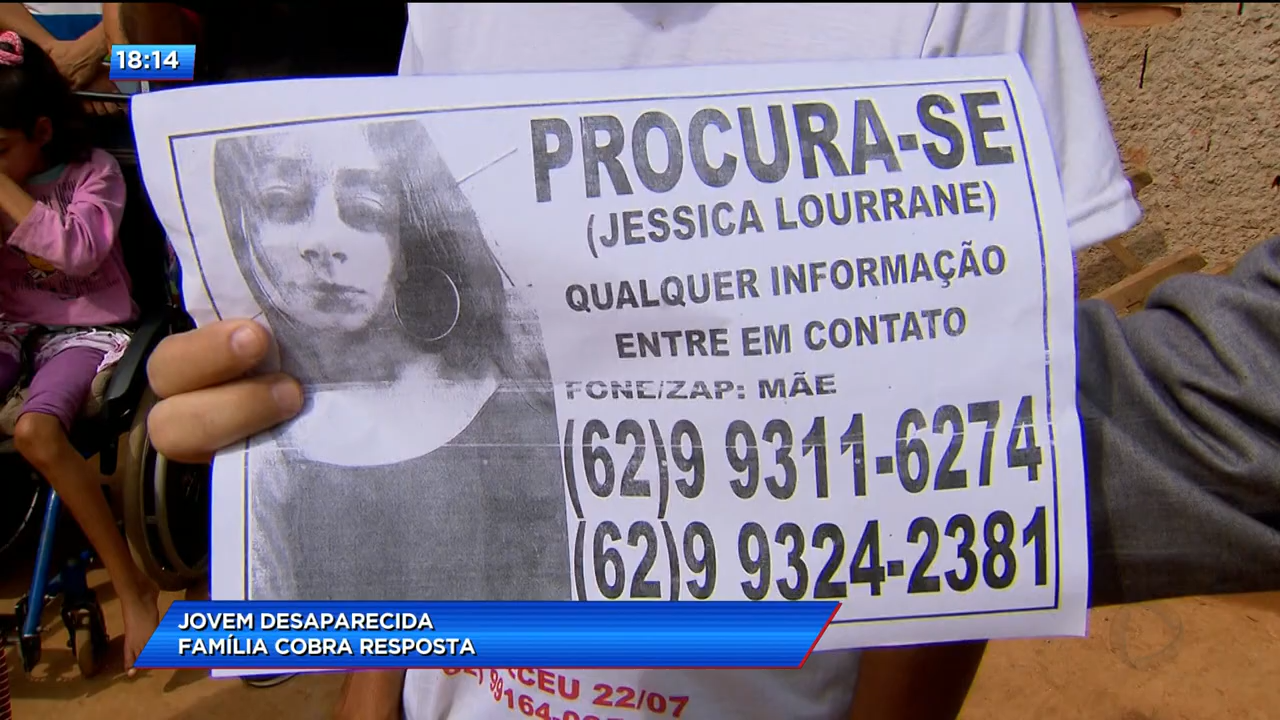 18:14
PROCURA-SE
(JESSICA LOURRANE)
QUALQUER INFORMAÇÃO
ENTRE EM CONTATO
FONE/ZAP: MÃE
(62)9 9311-6274
(62)9 9324-2381
JOVEM DESAPARECIDA
FAMÍLIA COBRA RESPOSTA
22/07